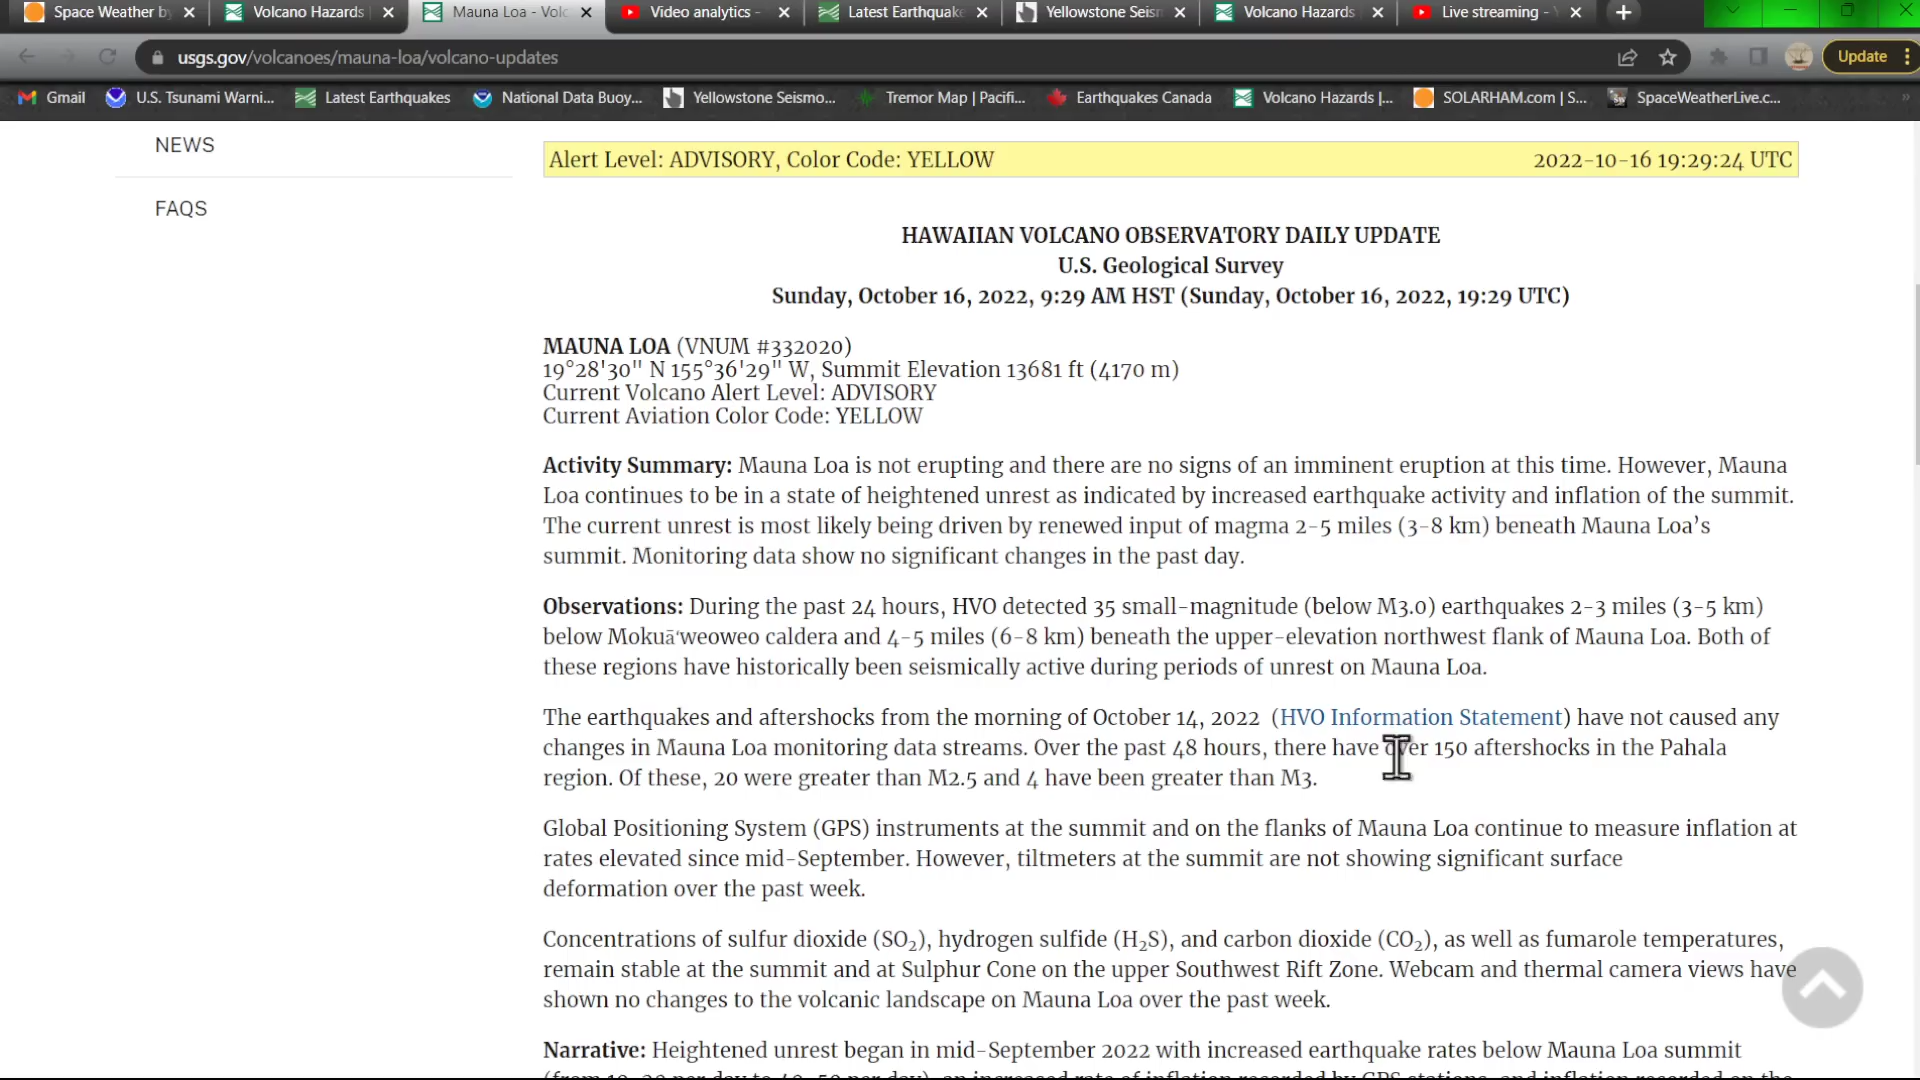 Space Weather by
Volcano Hazards
Mauna Loa - Volc
Video analytics -
Latest Earthquake
Yellowstone Seism
Volcano Hazards
Live streaming -
usgs.gov/volcanoes/mauna-loa/volcano-updates
Update
Gmail
U.S. Tsunami Warni...
Latest Earthquakes
National Data Buoy...
Yellowstone Seismo...
Tremor Map | Pacifi...
Earthquakes Canada
Volcano Hazards |...
SOLARHAM.com | S...
SpaceWeatherLive.c...
NEWS
FAQS
Alert Level: ADVISORY, Color Code: YELLOW 2022-10-16 19:29:24 UTC
HAWAIIAN VOLCANO OBSERVATORY DAILY UPDATE
U.S. Geological Survey
Sunday, October 16, 2022, 9:29 AM HST (Sunday, October 16, 2022, 19:29 UTC)
MAUNA LOA (VNUM #332020)
19°28'30" N 155°36'29" W, Summit Elevation 13681 ft (4170 m)
Current Volcano Alert Level: ADVISORY
Current Aviation Color Code: YELLOW
Activity Summary: Mauna Loa is not erupting and there are no signs of an imminent eruption at this time. However, Mauna
Loa continues to be in a state of heightened unrest as indicated by increased earthquake activity and inflation of the summit.
The current unrest is most likely being driven by renewed input of magma 2-5 miles (3-8 km) beneath Mauna Loa’s
summit. Monitoring data show no significant changes in the past day.
Observations: During the past 24 hours, HVO detected 35 small-magnitude (below M3.0) earthquakes 2-3 miles (3-5 km)
below Mokuāʻweoweo caldera and 4-5 miles (6-8 km) beneath the upper-elevation northwest flank of Mauna Loa. Both of
these regions have historically been seismically active during periods of unrest on Mauna Loa.
The earthquakes and aftershocks from the morning of October 14, 2022 (HVO Information Statement) have not caused any
changes in Mauna Loa monitoring data streams. Over the past 48 hours, there have over 150 aftershocks in the Pahala
region. Of these, 20 were greater than M2.5 and 4 have been greater than M3.
Global Positioning System (GPS) instruments at the summit and on the flanks of Mauna Loa continue to measure inflation at
rates elevated since mid-September. However, tiltmeters at the summit are not showing significant surface
deformation over the past week.
Concentrations of sulfur dioxide (SO₂), hydrogen sulfide (H₂S), and carbon dioxide (CO₂), as well as fumarole temperatures,
remain stable at the summit and at Sulphur Cone on the upper Southwest Rift Zone. Webcam and thermal camera views have
shown no changes to the volcanic landscape on Mauna Loa over the past week.
Narrative: Heightened unrest began in mid-September 2022 with increased earthquake rates below Mauna Loa summit